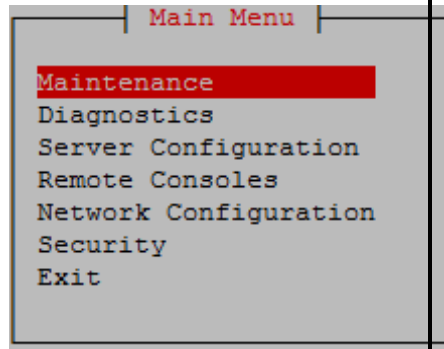 Main Menu
Maintenance
Diagnostics
Server Configuration
Remote Consoles
Network Configuration
Security
Exit